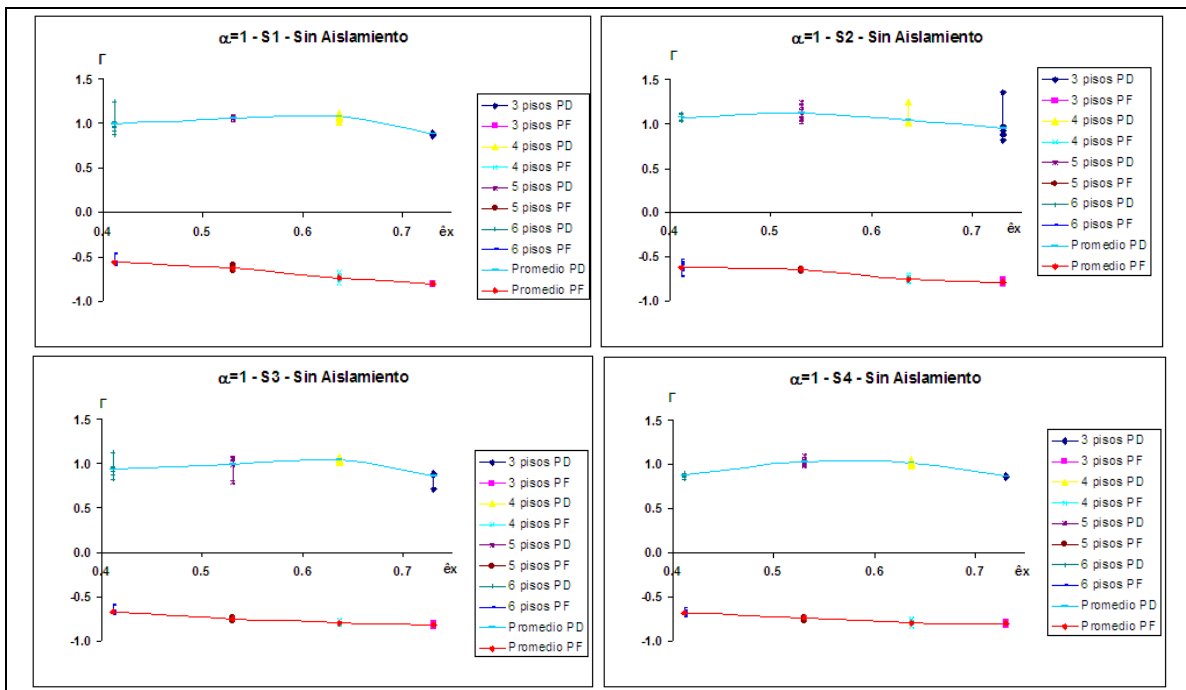 α=1 - S1 - Sin Aislamiento
Γ
1.5
1.0
0.5
0.0
0.4
0.5
0.6
0.7
êx
-0.5
-1.0
3 pisos PD
3 pisos PF
4 pisos PD
4 pisos PF
5 pisos PD
5 pisos PF
6 pisos PD
6 pisos PF
Promedio PD
Promedio PF
α=1 - S2 - Sin Aislamiento
Γ
1.5
1.0
0.5
0.0
0.4
0.5
0.6
0.7
êx
-0.5
-1.0
3 pisos PD
3 pisos PF
4 pisos PD
4 pisos PF
5 pisos PD
5 pisos PF
6 pisos PD
6 pisos PF
Promedio PD
Promedio PF
α=1 - S3 - Sin Aislamiento
Γ
1.5
1.0
0.5
0.0
0.4
0.5
0.6
0.7
êx
-0.5
-1.0
3 pisos PD
3 pisos PF
4 pisos PD
4 pisos PF
5 pisos PD
5 pisos PF
6 pisos PD
6 pisos PF
Promedio PD
Promedio PF
α=1 - S4 - Sin Aislamiento
Γ
1.5
1.0
0.5
0.0
0.4
0.5
0.6
0.7
êx
-0.5
-1.0
3 pisos PD
3 pisos PF
4 pisos PD
4 pisos PF
5 pisos PD
5 pisos PF
6 pisos PD
6 pisos PF
Promedio PD
Promedio PF